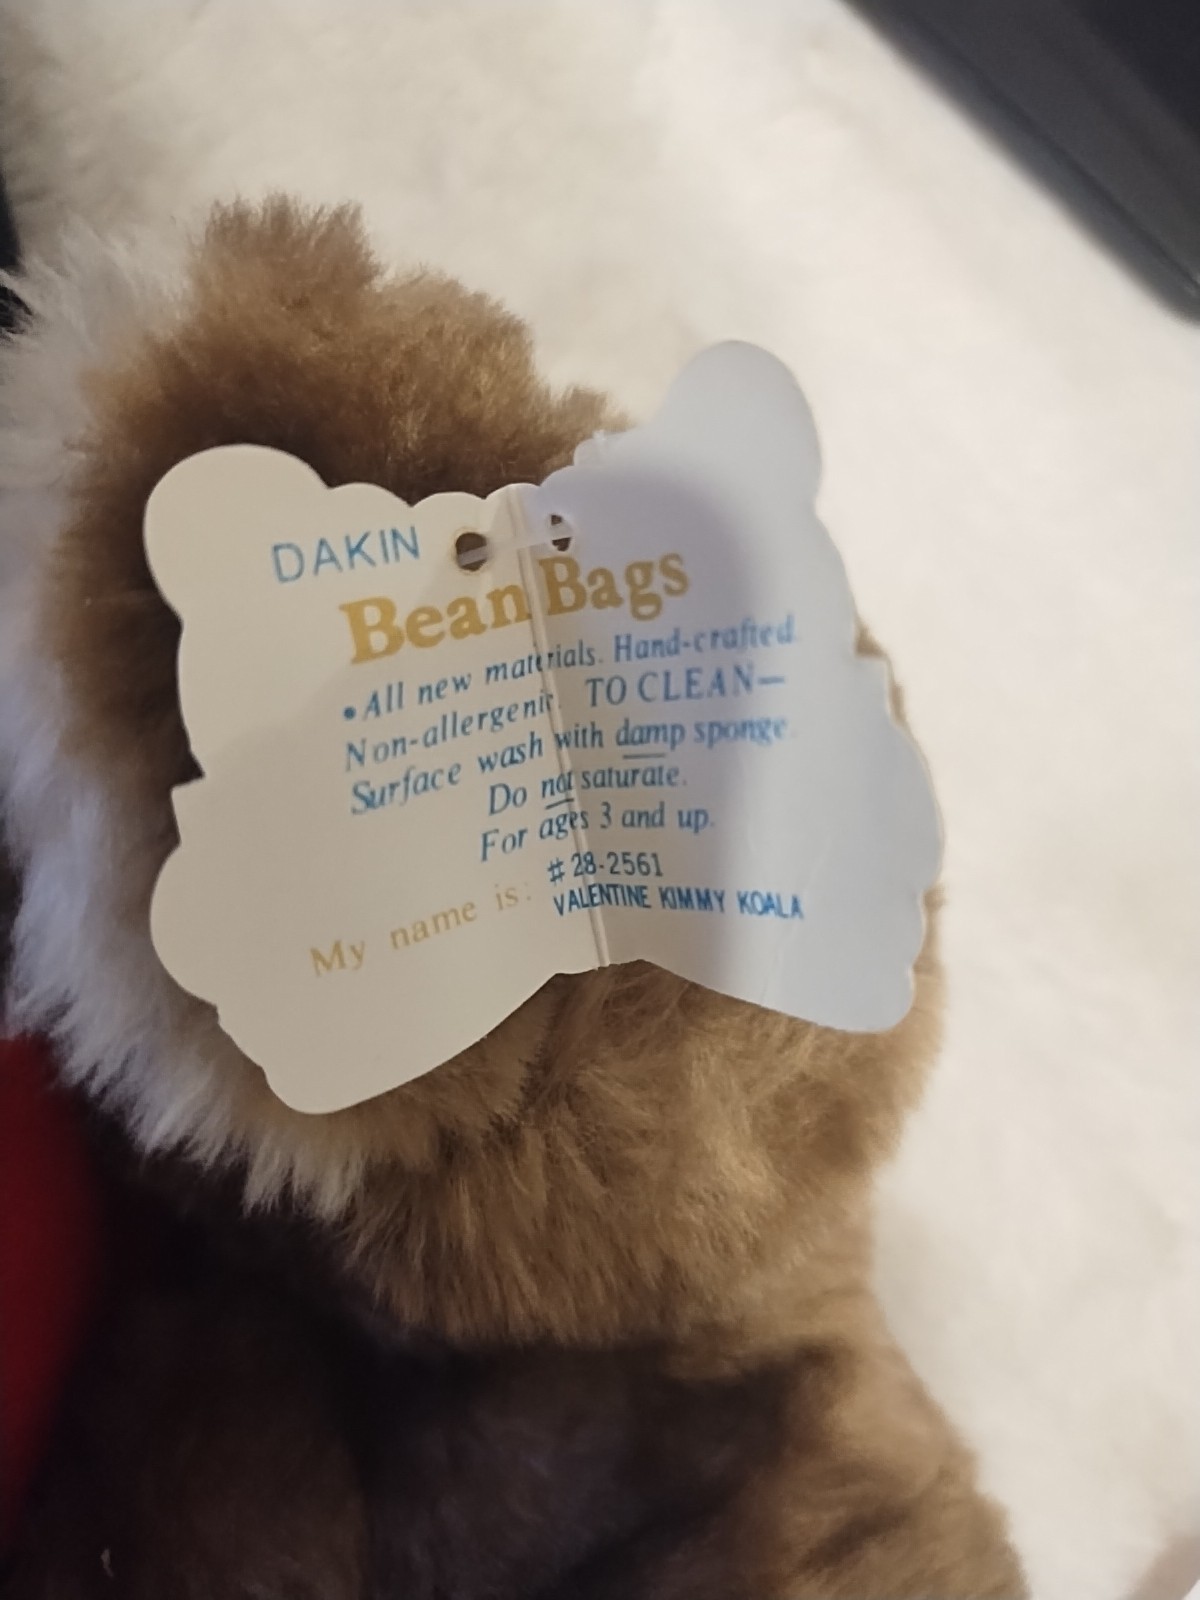 DAKIN
Bean Bags
•All new materials. Hand-crafted.
Non-allergenic. TO CLEAN—
Surface wash with damp sponge.
Do not saturate.
For ages 3 and up.
# 28-2561
My name is: VALENTINE KIMMY KOALA